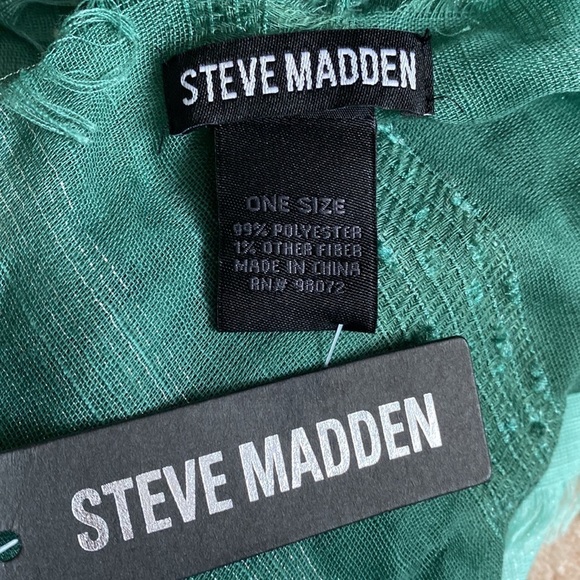 STEVE MADDEN
ONE SIZE
99% POLYESTER
1% OTHER FIBER
MADE IN CHINA
RN# 98072
STEVE MADDEN